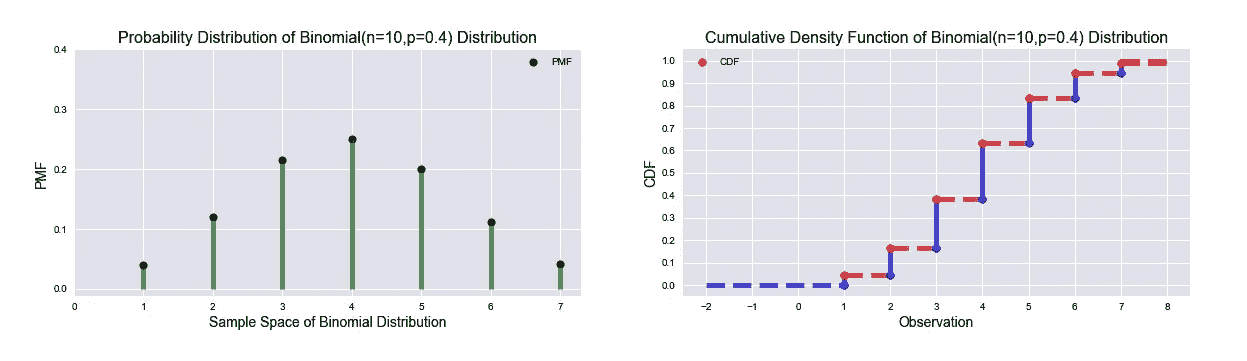 Probability Distribution of Binomial(n=10,p=0.4) Distribution
PMF
0.4
0.3
0.2
0.1
0.0
PMF
0 1 2 3 4 5 6 7
Sample Space of Binomial Distribution
Cumulative Density Function of Binomial(n=10,p=0.4) Distribution
CDF
1.0
0.9
0.8
0.7
0.6
0.5
0.4
0.3
0.2
0.1
0.0
CDF
−2 −1 0 1 2 3 4 5 6 7 8
Observation